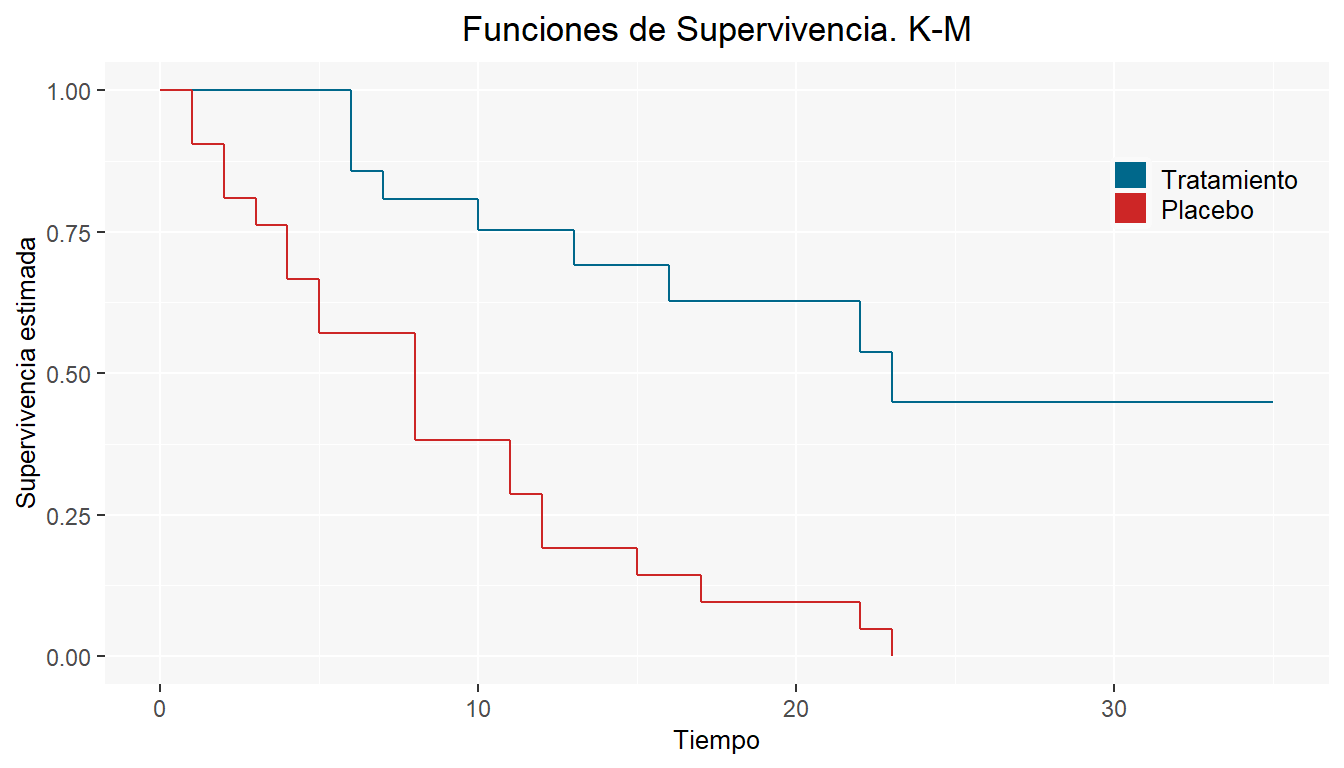 Funciones de Supervivencia. K-M
1.00
0.75
0.50
0.25
0.00
Supervivencia estimada
Tratamiento
Placebo
0 10 20 30
Tiempo